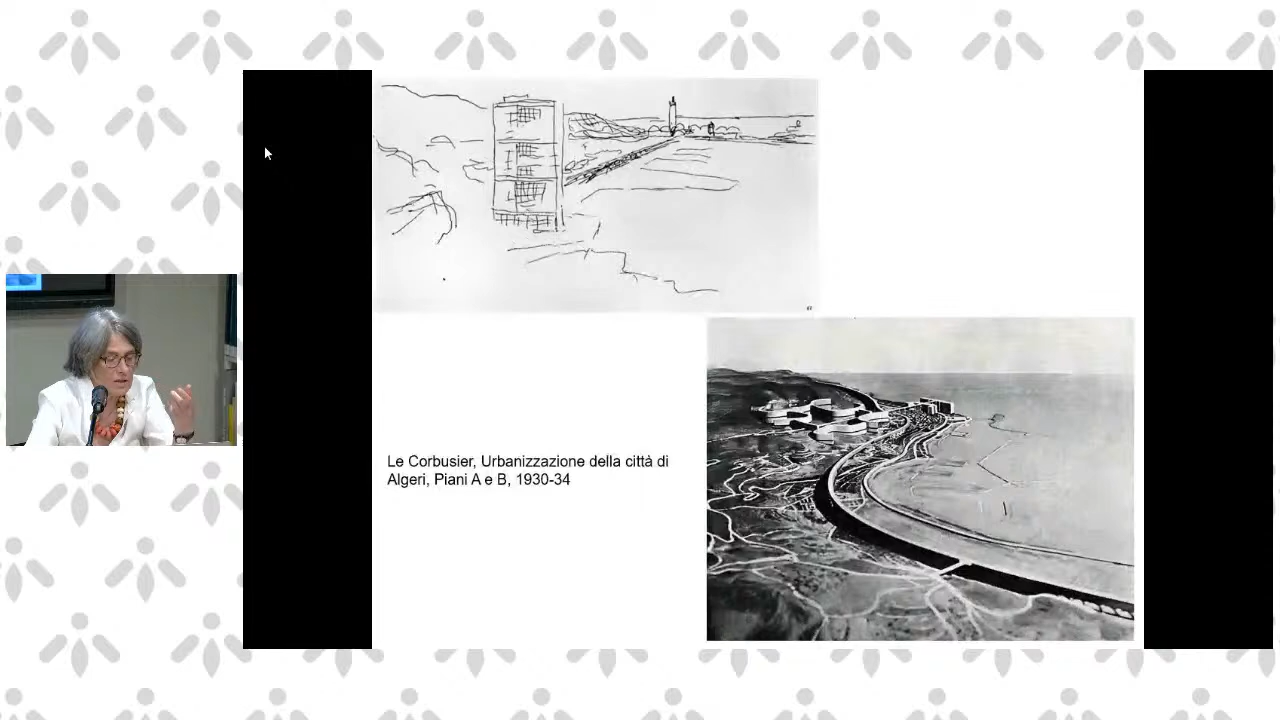 Le Corbusier, Urbanizzazione della città di
Algeri, Piani A e B, 1930-34